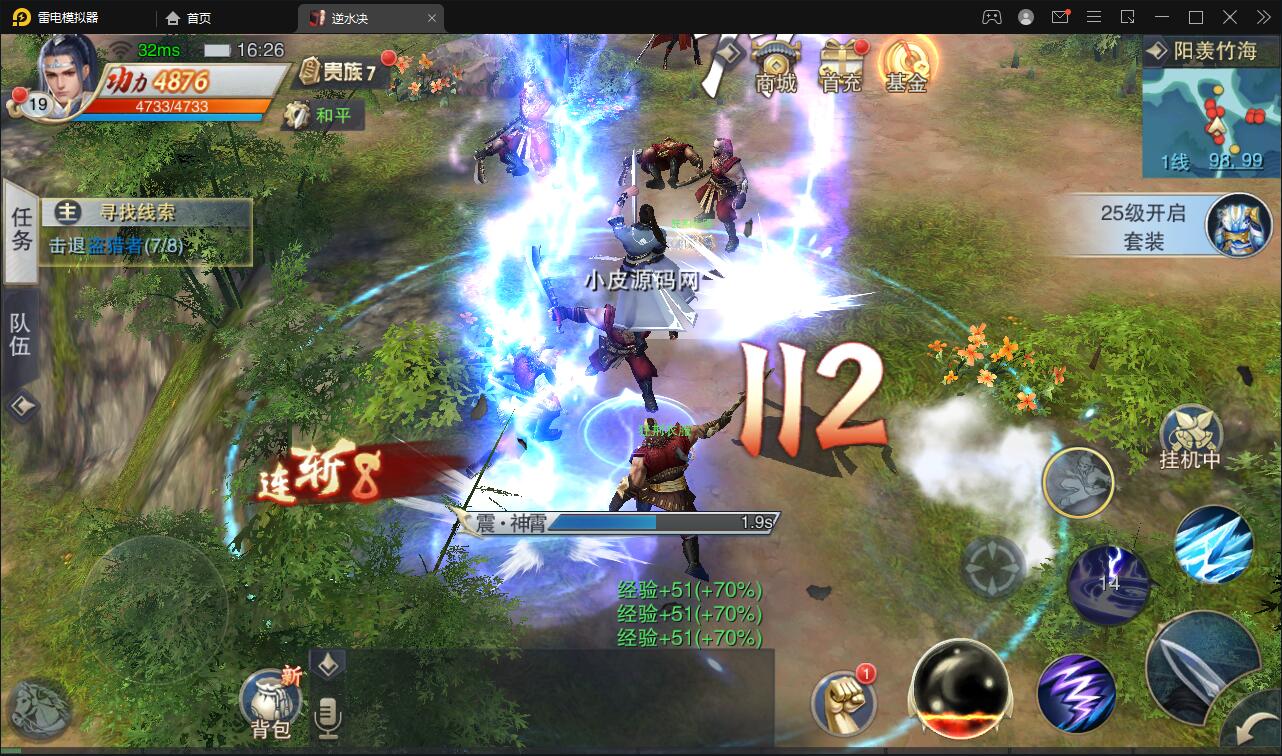 雷电模拟器
首页
逆水决
32ms
16:26
功力 4876
4733/4733
19
贵族7
和平
商城
首充
基金
阳羡竹海
1线 98,99
任务
主 寻找线索
击退盗猎者(7/8)
队伍
25级开启
套装
小皮源码网
112
连斩8
震·神霄
1.9s
挂机中
14
经验+51(+70%)
经验+51(+70%)
经验+51(+70%)
新
背包
1